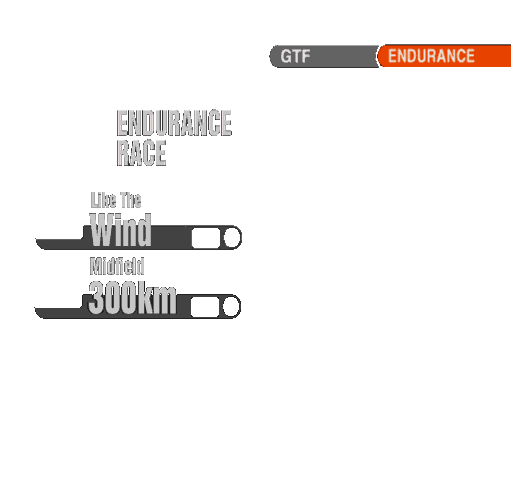 GTF ENDURANCE
ENDURANCE
RACE
Like The
Wind
Midfield
300km